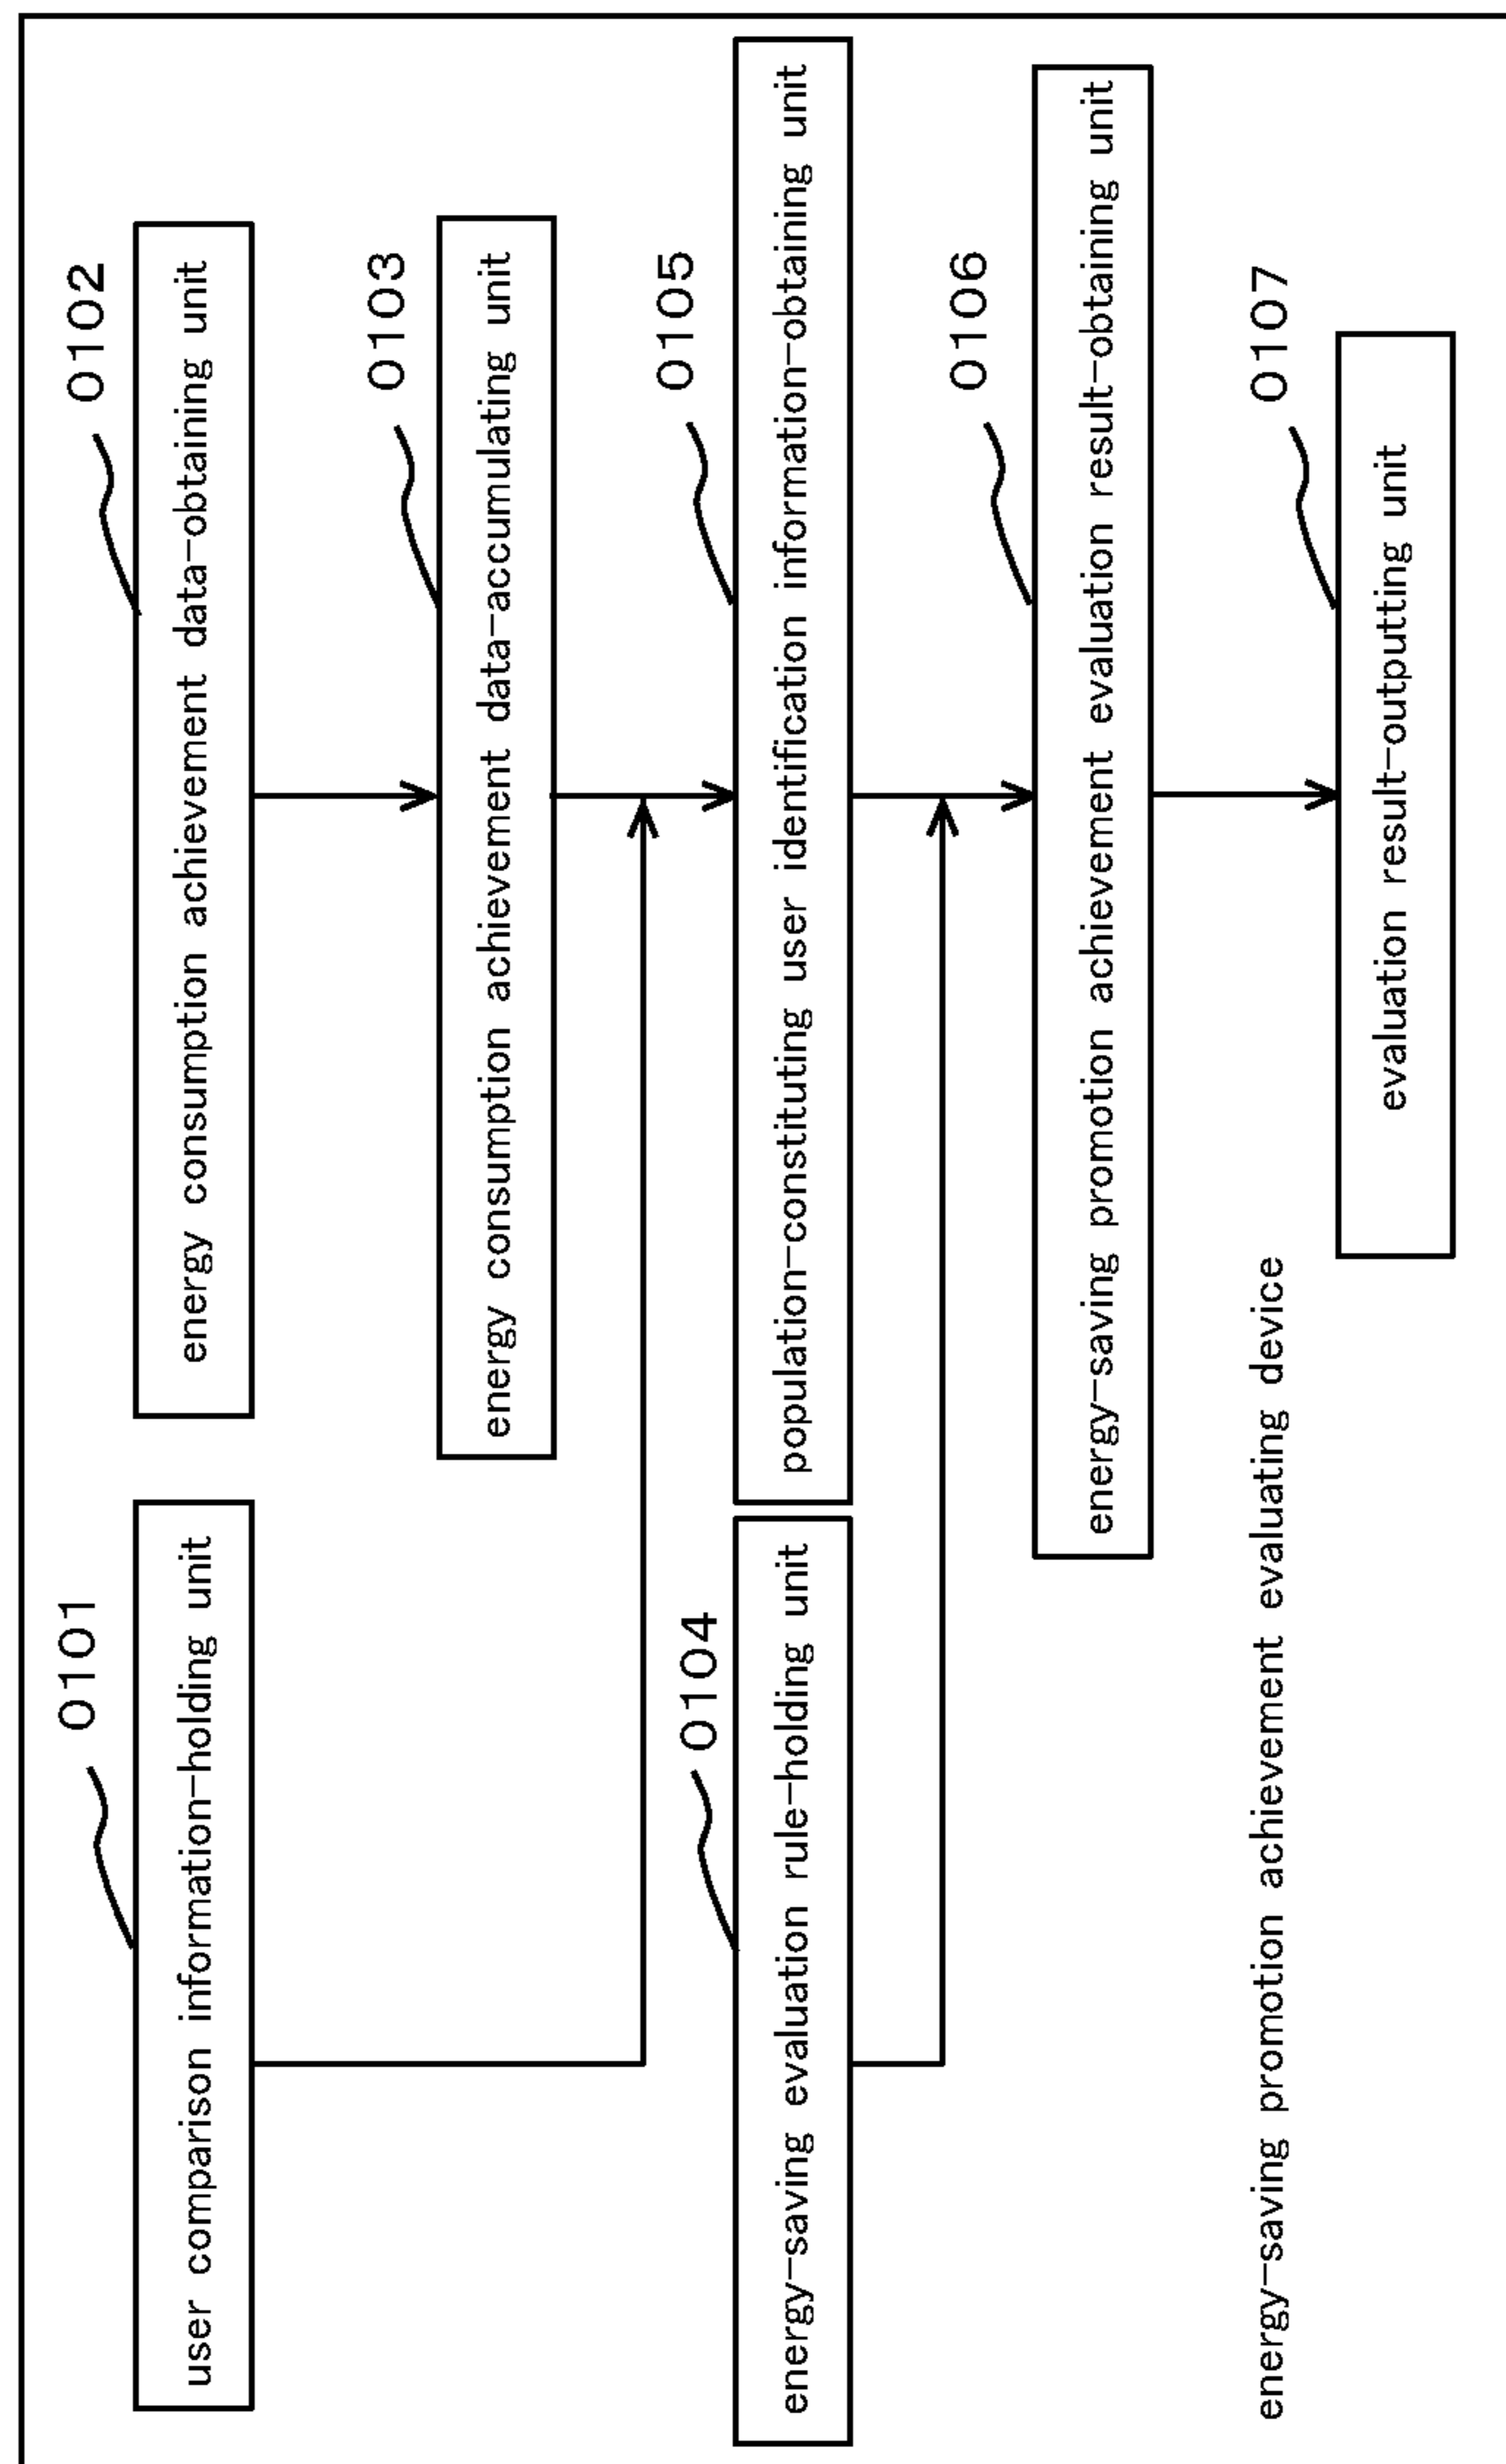 0101
user comparison information-holding unit
0102
energy consumption achievement data-obtaining unit
0103
energy consumption achievement data-accumulating unit
0104
energy-saving evaluation rule-holding unit
0105
population-constituting user identification information-obtaining unit
0106
energy-saving promotion achievement evaluation result-obtaining unit
energy-saving promotion achievement evaluating device
0107
evaluation result-outputting unit